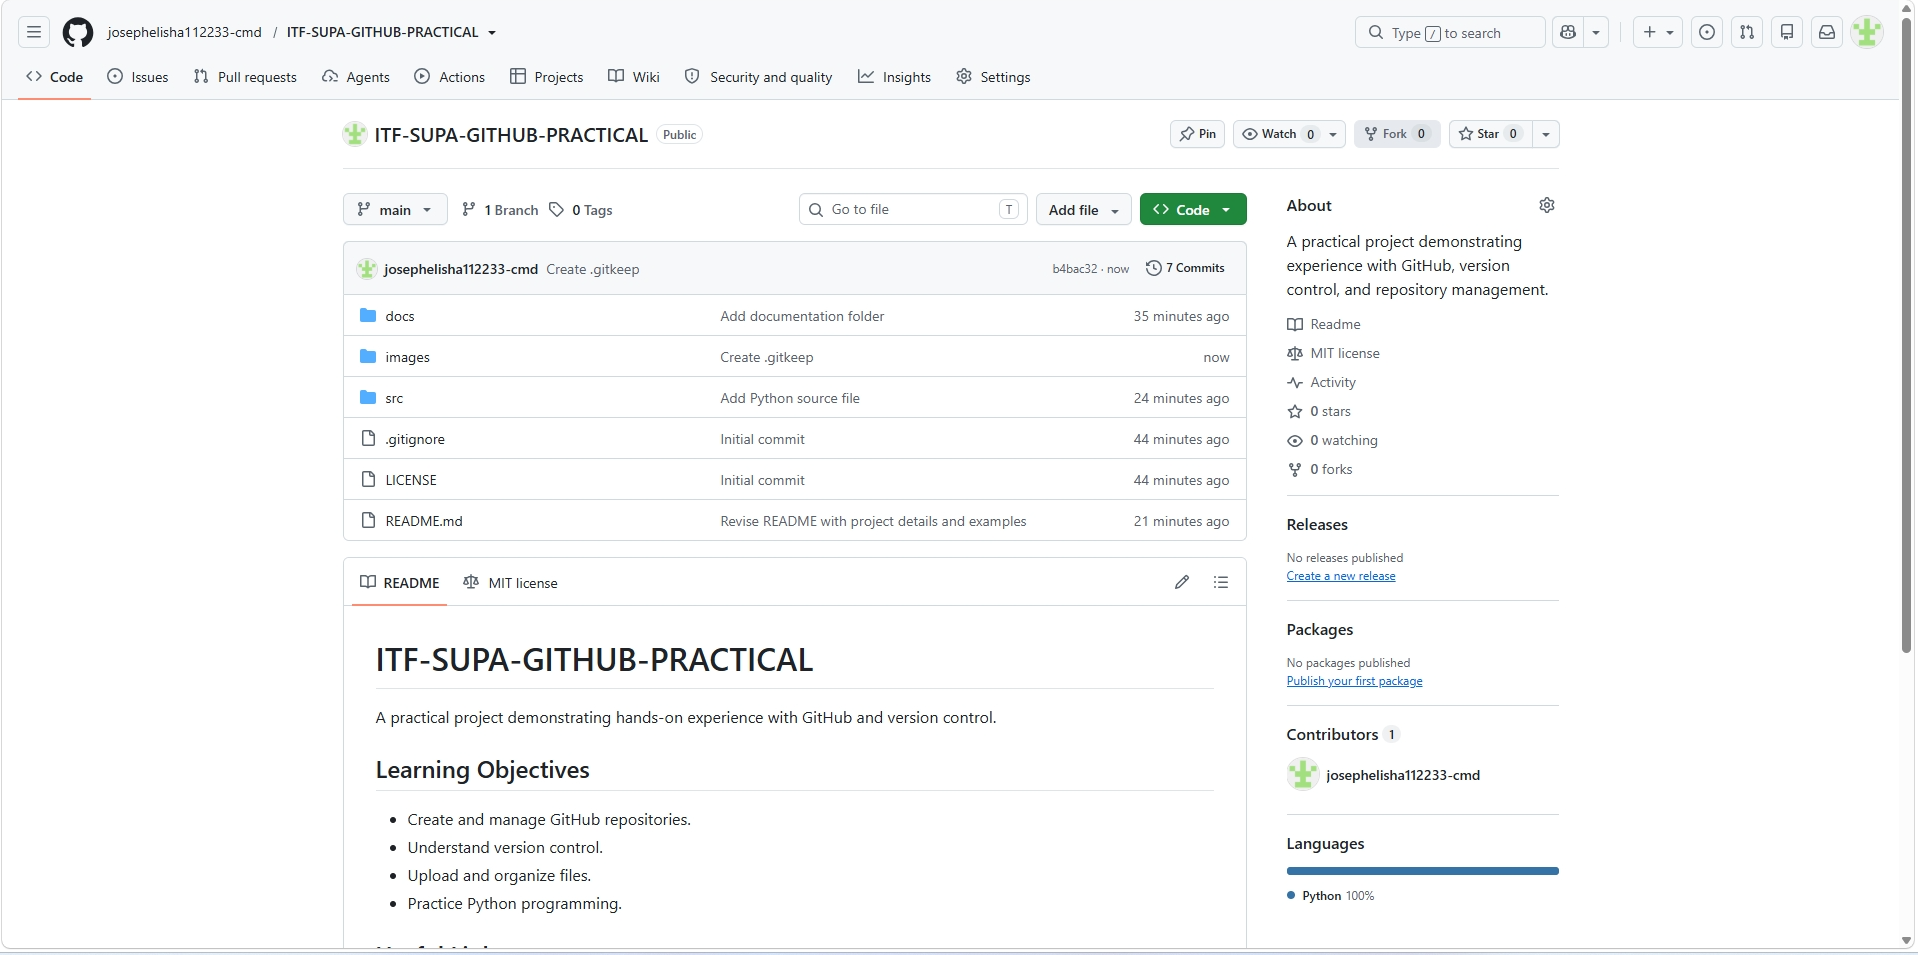 josephelisha112233-cmd / ITF-SUPA-GITHUB-PRACTICAL
Type / to search
Code Issues Pull requests Agents Actions Projects Wiki Security and quality Insights Settings
ITF-SUPA-GITHUB-PRACTICAL Public
Pin Watch 0 Fork 0 Star 0
main 1 Branch 0 Tags Go to file T Add file Code
josephelisha112233-cmd Create .gitkeep b4bac32 · now 7 Commits
docs Add documentation folder 35 minutes ago
images Create .gitkeep now
src Add Python source file 24 minutes ago
.gitignore Initial commit 44 minutes ago
LICENSE Initial commit 44 minutes ago
README.md Revise README with project details and examples 21 minutes ago
README MIT license
ITF-SUPA-GITHUB-PRACTICAL
A practical project demonstrating hands-on experience with GitHub and version control.
Learning Objectives
Create and manage GitHub repositories.
Understand version control.
Upload and organize files.
Practice Python programming.
About
A practical project demonstrating
experience with GitHub, version
control, and repository management.
Readme
MIT license
Activity
0 stars
0 watching
0 forks
Releases
No releases published
Create a new release
Packages
No packages published
Publish your first package
Contributors 1
josephelisha112233-cmd
Languages
Python 100%